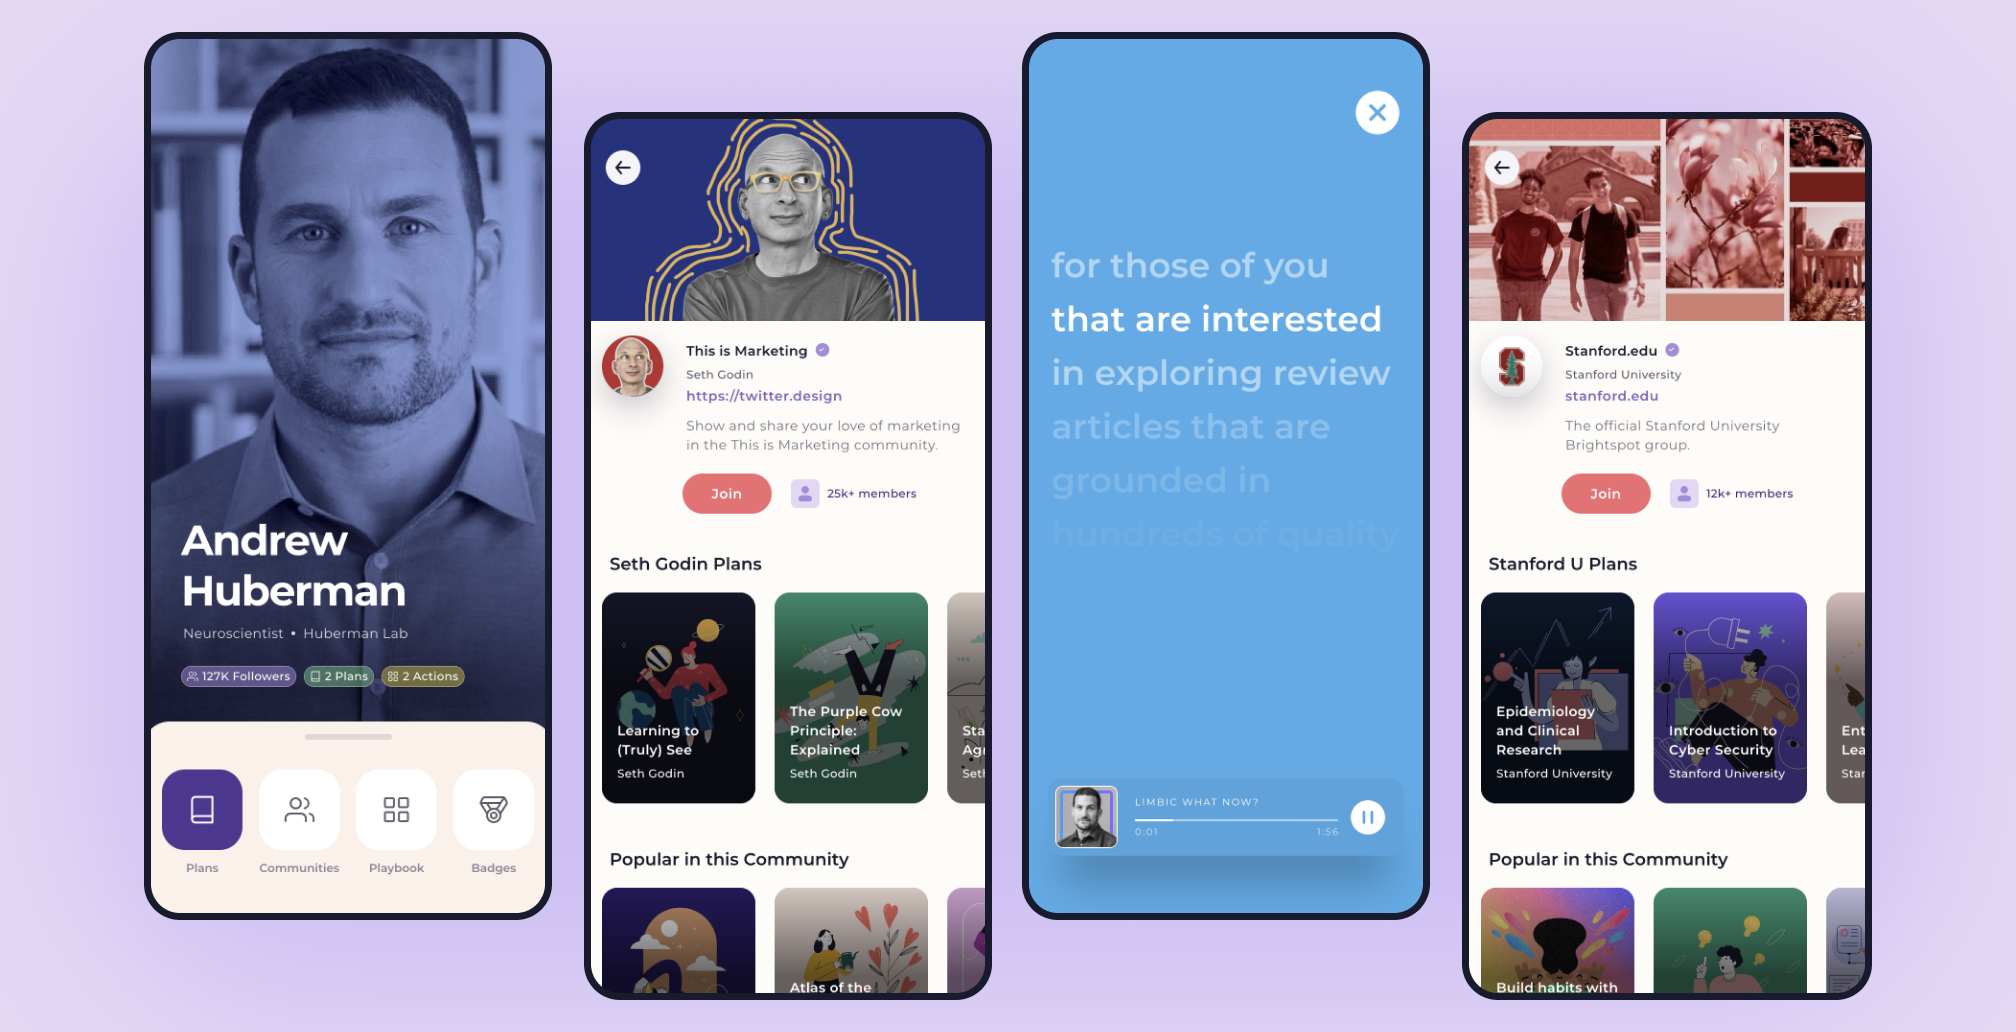 Andrew
Huberman
Neuroscientist • Huberman Lab
127K Followers
2 Plans
2 Actions
Plans
Communities
Playbook
Badges
This is Marketing
Seth Godin
https://twitter.design
Show and share your love of marketing
in the This is Marketing community.
Join
25k+ members
Seth Godin Plans
Learning to
(Truly) See
Seth Godin
The Purple Cow
Principle:
Explained
Seth Godin
Sta
Agr
Seth
Popular in this Community
Atlas of the
for those of you
that are interested
in exploring review
articles that are
grounded in
hundreds of quality
LIMBIC WHAT NOW?
0:01
1:56
Stanford.edu
Stanford University
stanford.edu
The official Stanford University
Brightspot group.
Join
12k+ members
Stanford U Plans
Epidemiology
and Clinical
Research
Stanford University
Introduction to
Cyber Security
Stanford University
Ent
Lea
Star
Popular in this Community
Build habits with